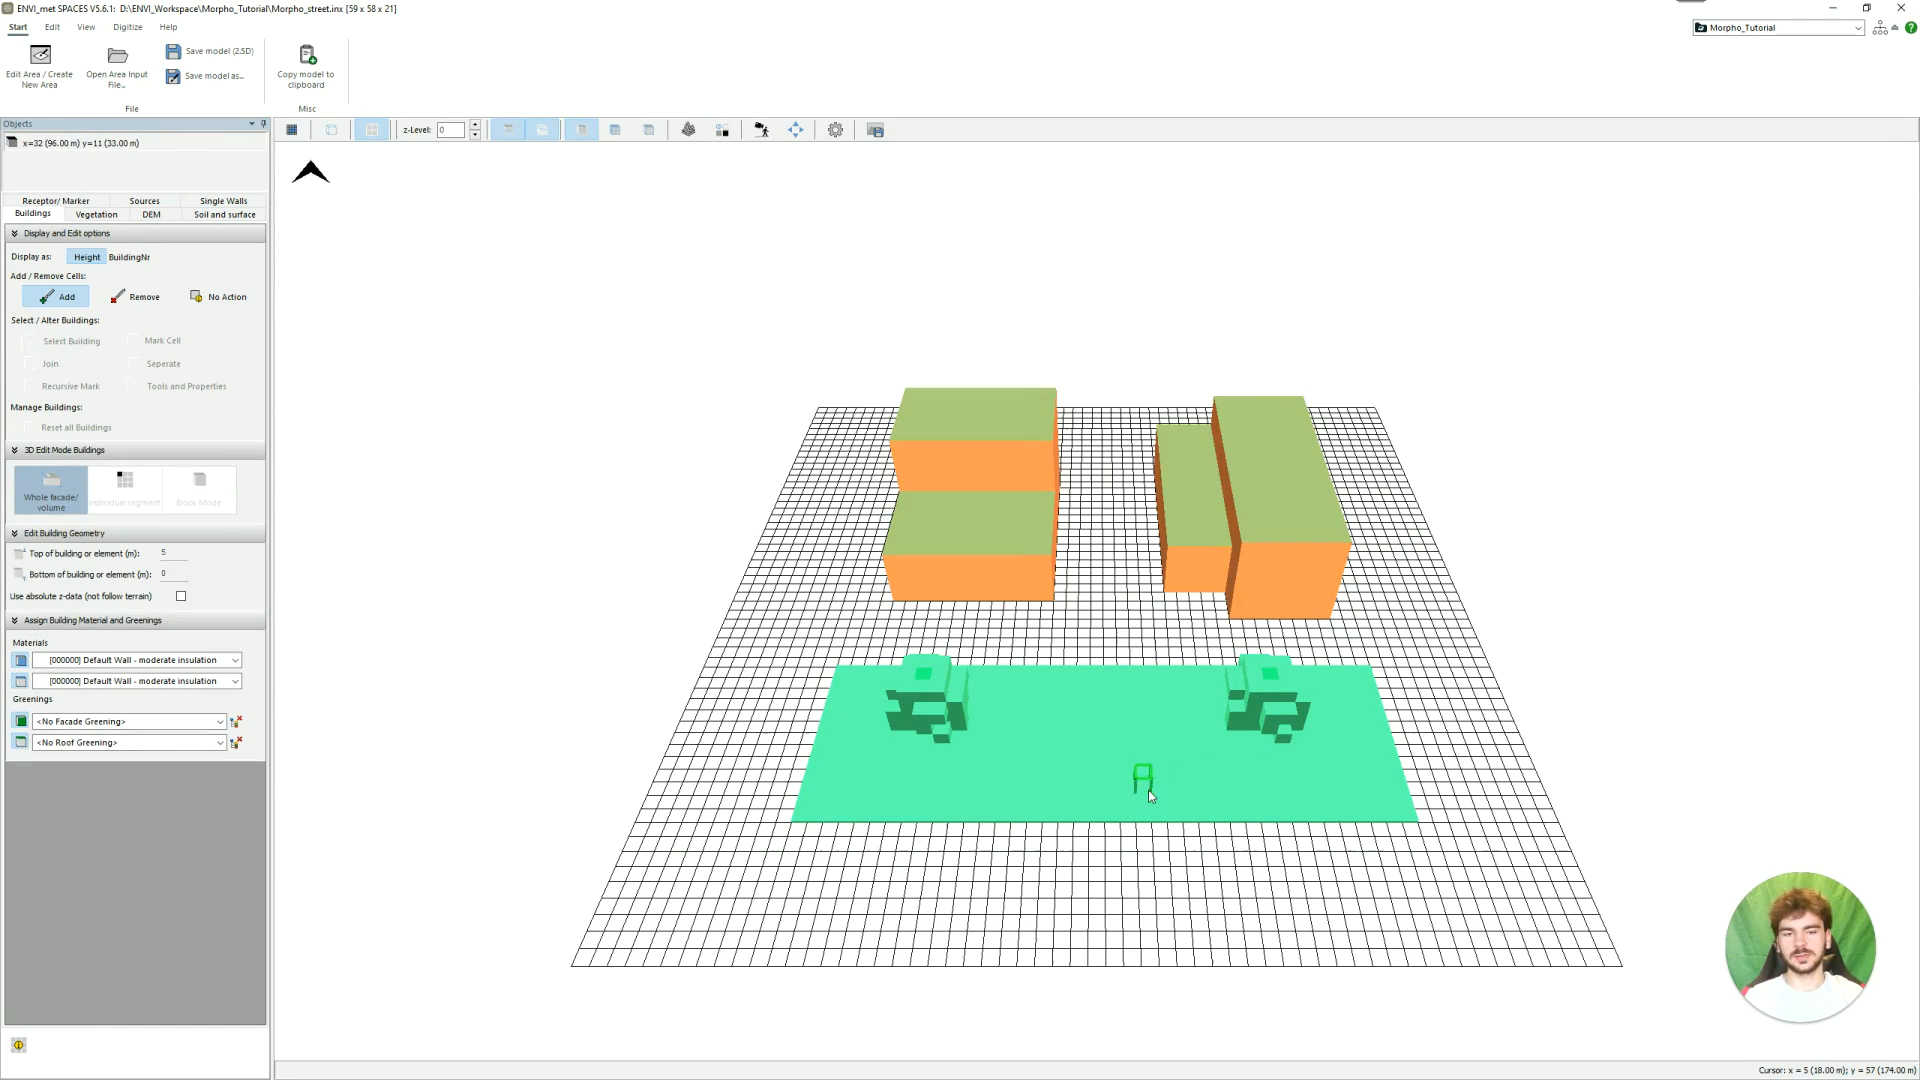 ENVI_met SPACES V5.6.1: D:\ENVI_Workspace\Morpho_Tutorial\Morpho_street.inx [59 x 58 x 21]
Start Edit View Digitize Help
Morpho_Tutorial
Edit Area / Create New Area
Open Area Input File...
Save model (2.5D)
Save model as...
Copy model to clipboard
File
Misc
Objects
x=32 (96.00 m) y=11 (33.00 m)
z-Level: 0
Receptor/ Marker Sources Single Walls
Buildings Vegetation DEM Soil and surface
Display and Edit options
Display as: Height BuildingNr
Add / Remove Cells:
Add Remove No Action
Select / Alter Buildings:
Select Building Mark Cell
Join Seperate
Recursive Mark Tools and Properties
Manage Buildings:
Reset all Buildings
3D Edit Mode Buildings
Whole facade/ volume
Individual segment
Block Mode
Edit Building Geometry
Top of building or element (m): 5
Bottom of building or element (m): 0
Use absolute z-data (not follow terrain)
Assign Building Material and Greenings
Materials
[000000] Default Wall - moderate insulation
[000000] Default Wall - moderate insulation
Greenings
<No Facade Greening>
<No Roof Greening>
Cursor: x = 5 (18.00 m); y = 57 (174.00 m)